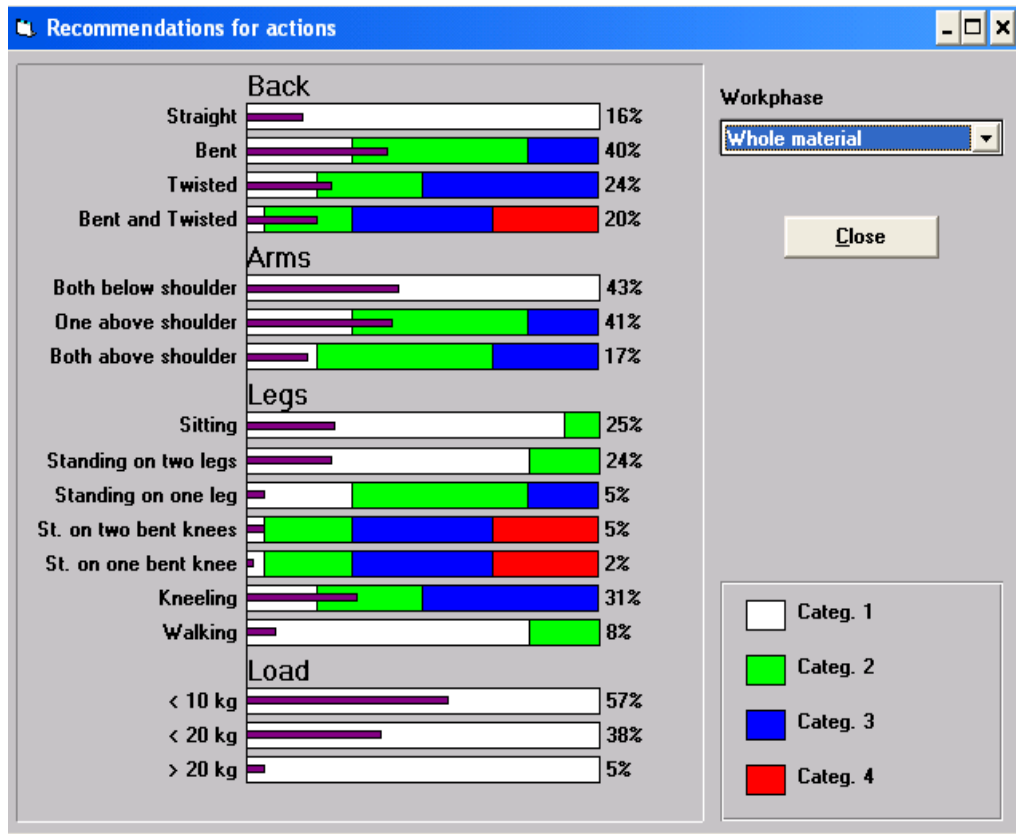 Recommendations for actions
Back
Straight 16%
Bent 40%
Twisted 24%
Bent and Twisted 20%
Arms
Both below shoulder 43%
One above shoulder 41%
Both above shoulder 17%
Legs
Sitting 25%
Standing on two legs 24%
Standing on one leg 5%
St. on two bent knees 5%
St. on one bent knee 2%
Kneeling 31%
Walking 8%
Load
< 10 kg 57%
< 20 kg 38%
> 20 kg 5%
Workphase
Whole material
Close
Categ. 1
Categ. 2
Categ. 3
Categ. 4